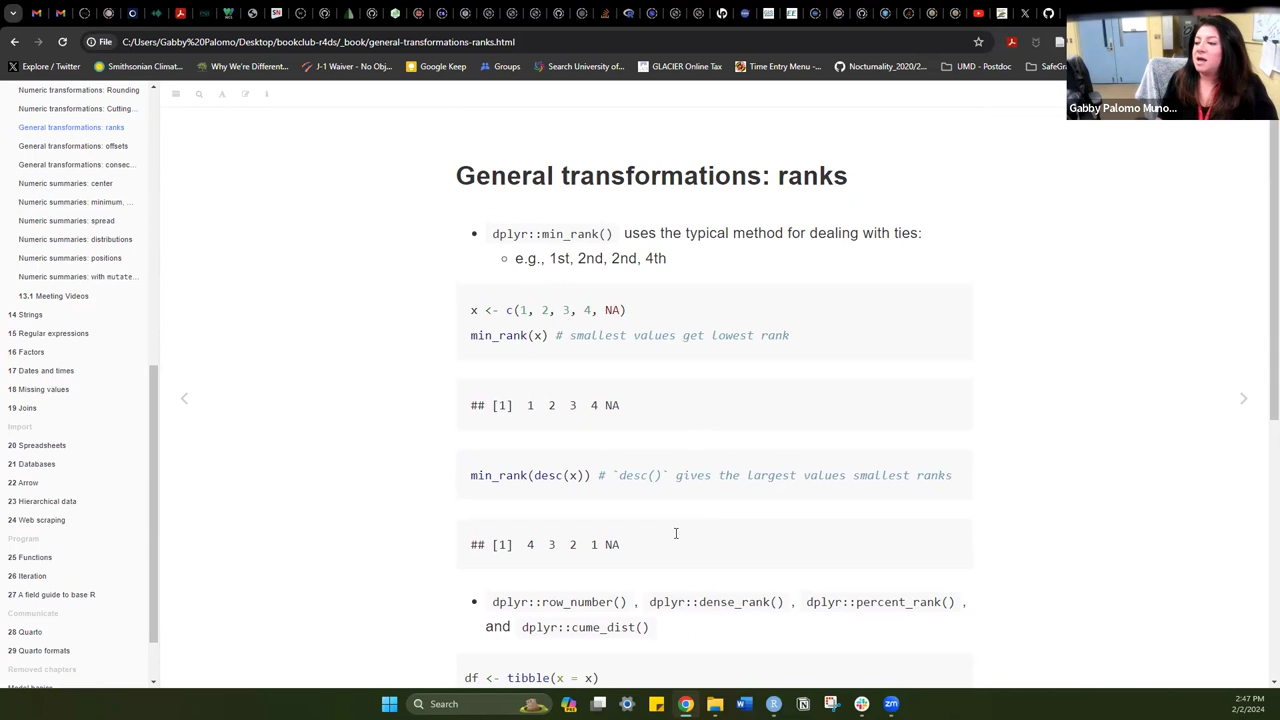 File C:/Users/Gabby%20Palomo/Desktop/bookclub-r4ds/_book/general-transformations-ranks.html
Explore / Twitter
Smithsonian Climat...
Why We're Different...
J-1 Waiver - No Obj...
Google Keep
Search | University of...
GLACIER Online Tax
Time Entry Menu -...
Nocturnality_2020/2...
UMD - Postdoc
SafeGra
Gabby Palomo Muno...
Numeric transformations: Rounding
Numeric transformations: Cutting...
General transformations: ranks
General transformations: offsets
General transformations: consec...
Numeric summaries: center
Numeric summaries: minimum, ...
Numeric summaries: spread
Numeric summaries: distributions
Numeric summaries: positions
Numeric summaries: with mutate...
13.1 Meeting Videos
14 Strings
15 Regular expressions
16 Factors
17 Dates and times
18 Missing values
19 Joins
Import
20 Spreadsheets
21 Databases
22 Arrow
23 Hierarchical data
24 Web scraping
Program
25 Functions
26 Iteration
27 A field guide to base R
Communicate
28 Quarto
29 Quarto formats
Removed chapters
Model basics
General transformations: ranks
• dplyr::min_rank() uses the typical method for dealing with ties:
◦ e.g., 1st, 2nd, 2nd, 4th
x <- c(1, 2, 3, 4, NA)
min_rank(x) # smallest values get lowest rank
## [1] 1 2 3 4 NA
min_rank(desc(x)) # `desc()` gives the largest values smallest ranks
## [1] 4 3 2 1 NA
• dplyr::row_number() , dplyr::dense_rank() , dplyr::percent_rank() ,
and dplyr::cume_dist()
df <- tibble(x = x)
Search
2:47 PM
2/2/2024